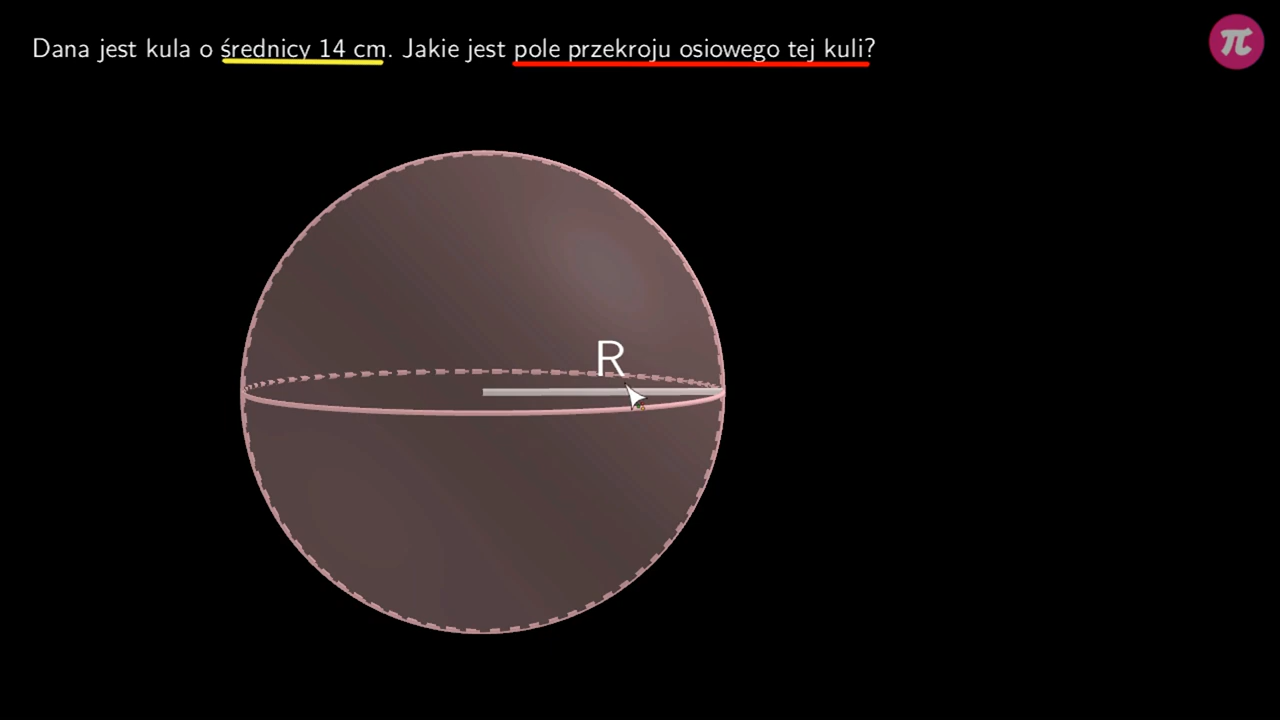 Dana jest kula o średnicy 14 cm. Jakie jest pole przekroju osiowego tej kuli?
π
R